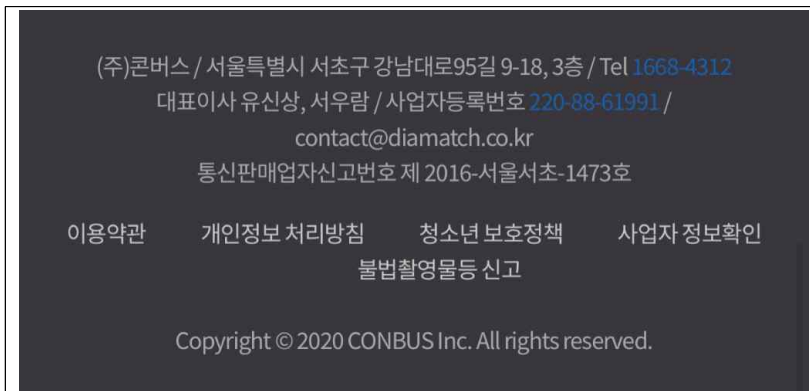 (주)콘버스 / 서울특별시 서초구 강남대로95길 9-18, 3층 / Tel 1668-4312
대표이사 유신상, 서우람 / 사업자등록번호 220-88-61991 /
contact@diamatch.co.kr
통신판매업자신고번호 제 2016-서울서초-1473호
이용약관 개인정보 처리방침 청소년 보호정책 사업자 정보확인
불법촬영물등 신고
Copyright © 2020 CONBUS Inc. All rights reserved.